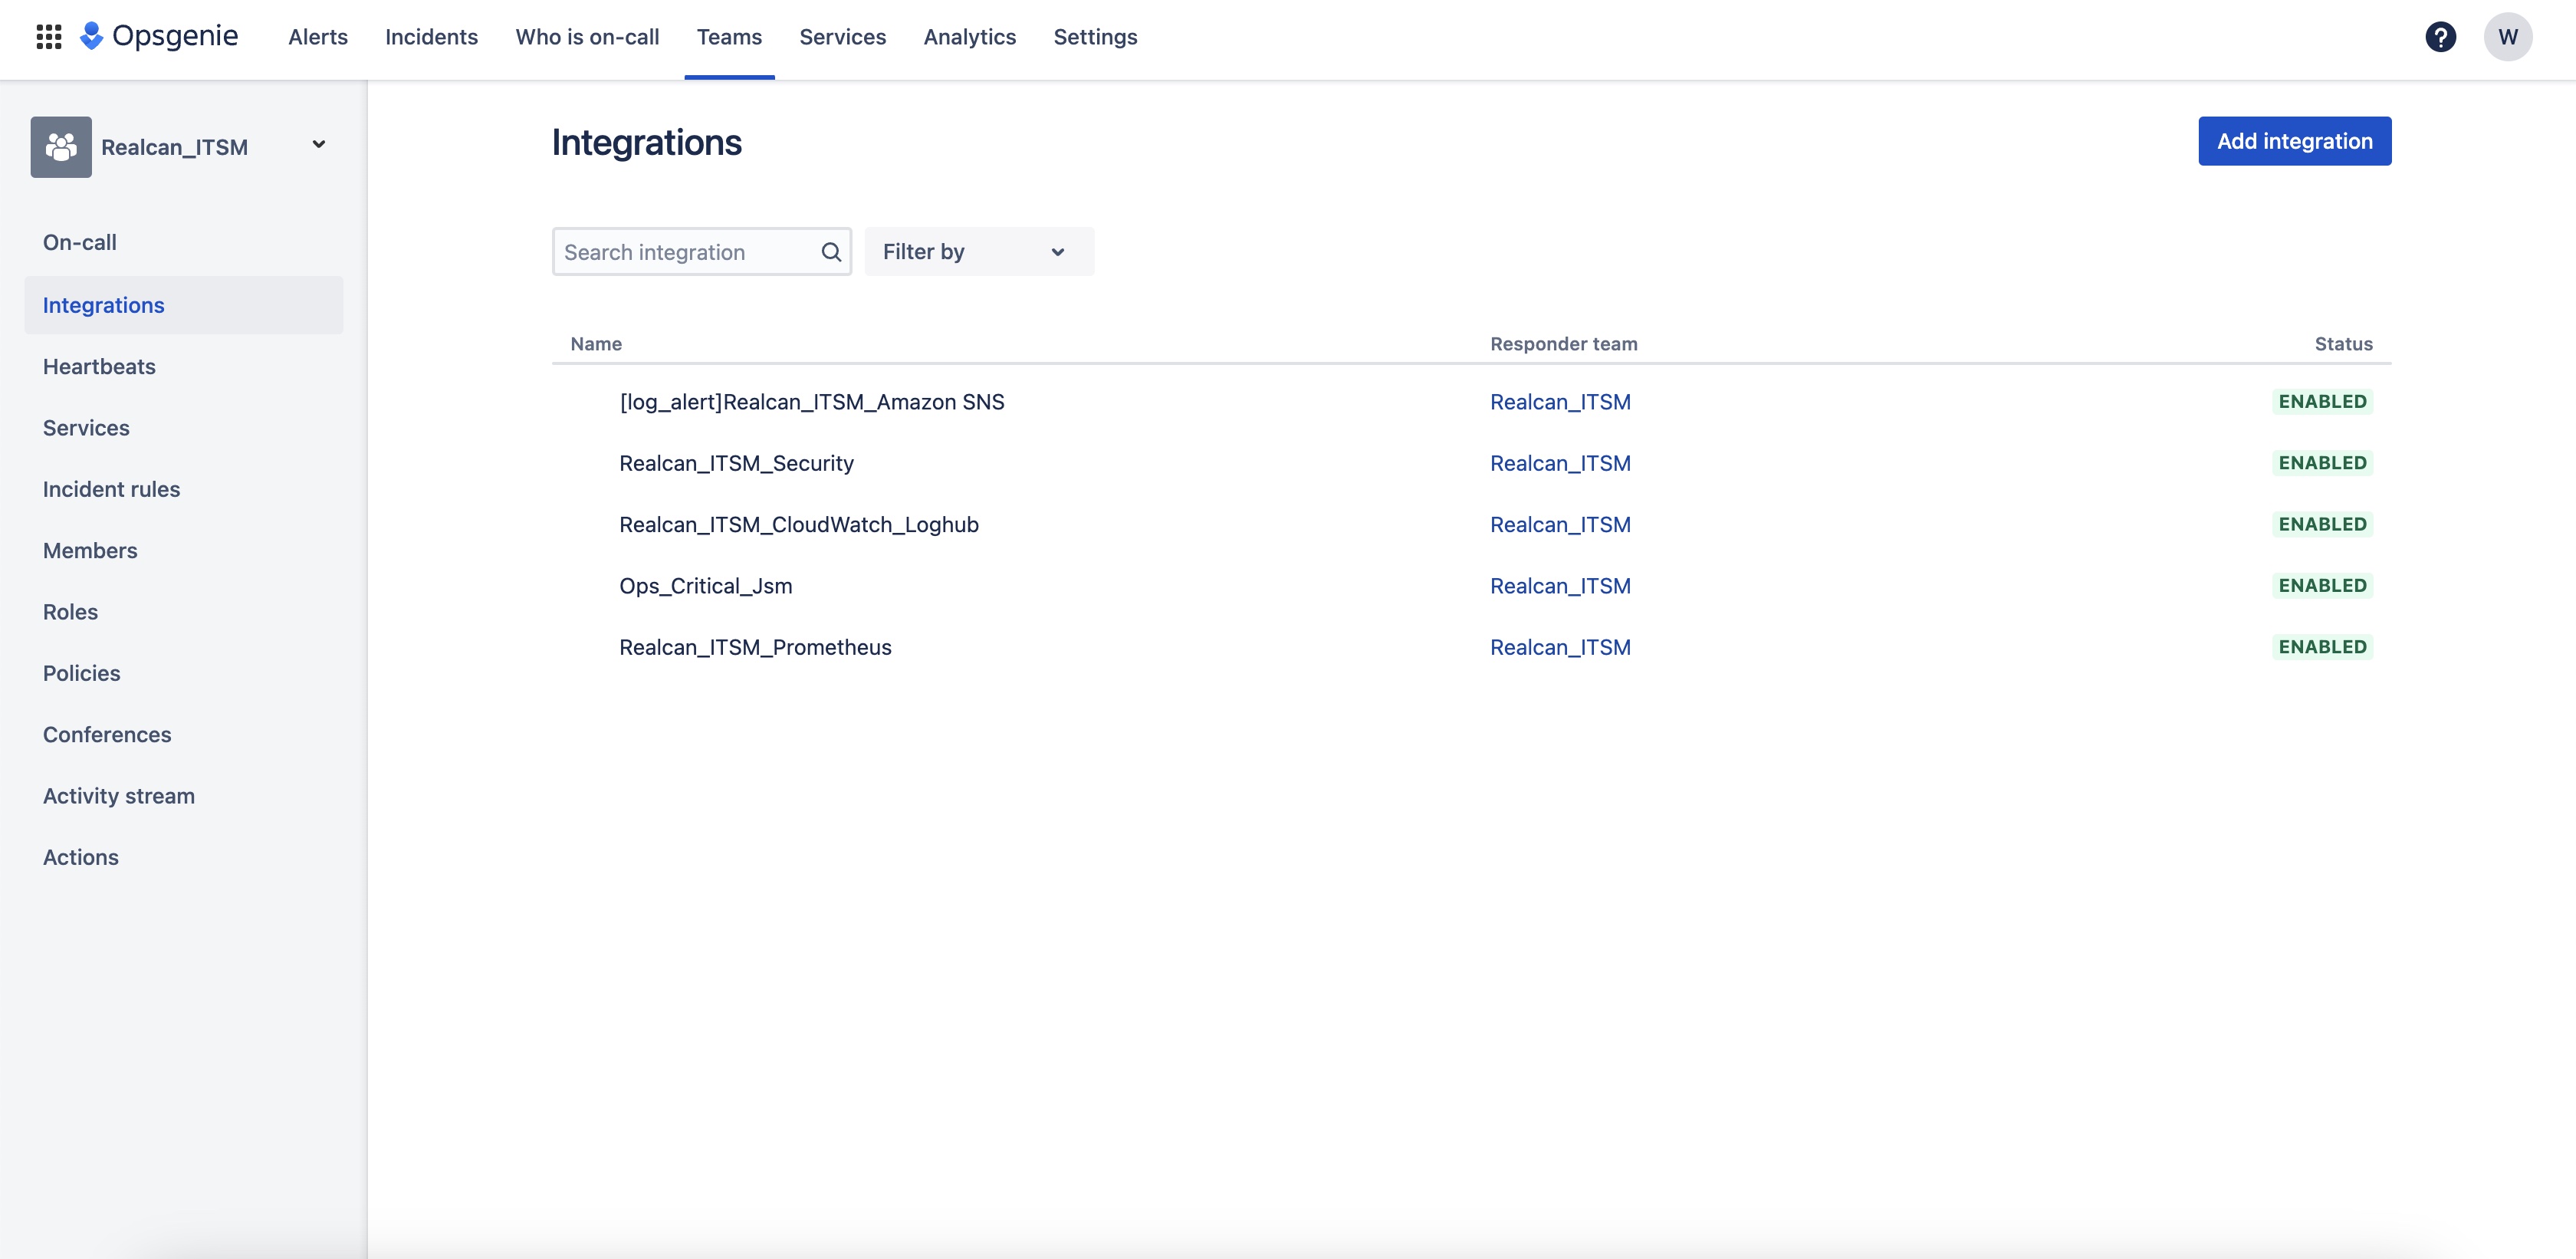 Opsgenie Alerts Incidents Who is on-call Teams Services Analytics Settings ? W
Realcan_ITSM
On-call
Integrations
Heartbeats
Services
Incident rules
Members
Roles
Policies
Conferences
Activity stream
Actions
Integrations
Add integration
Search integration Filter by
Name Responder team Status
[log_alert]Realcan_ITSM_Amazon SNS Realcan_ITSM ENABLED
Realcan_ITSM_Security Realcan_ITSM ENABLED
Realcan_ITSM_CloudWatch_Loghub Realcan_ITSM ENABLED
Ops_Critical_Jsm Realcan_ITSM ENABLED
Realcan_ITSM_Prometheus Realcan_ITSM ENABLED